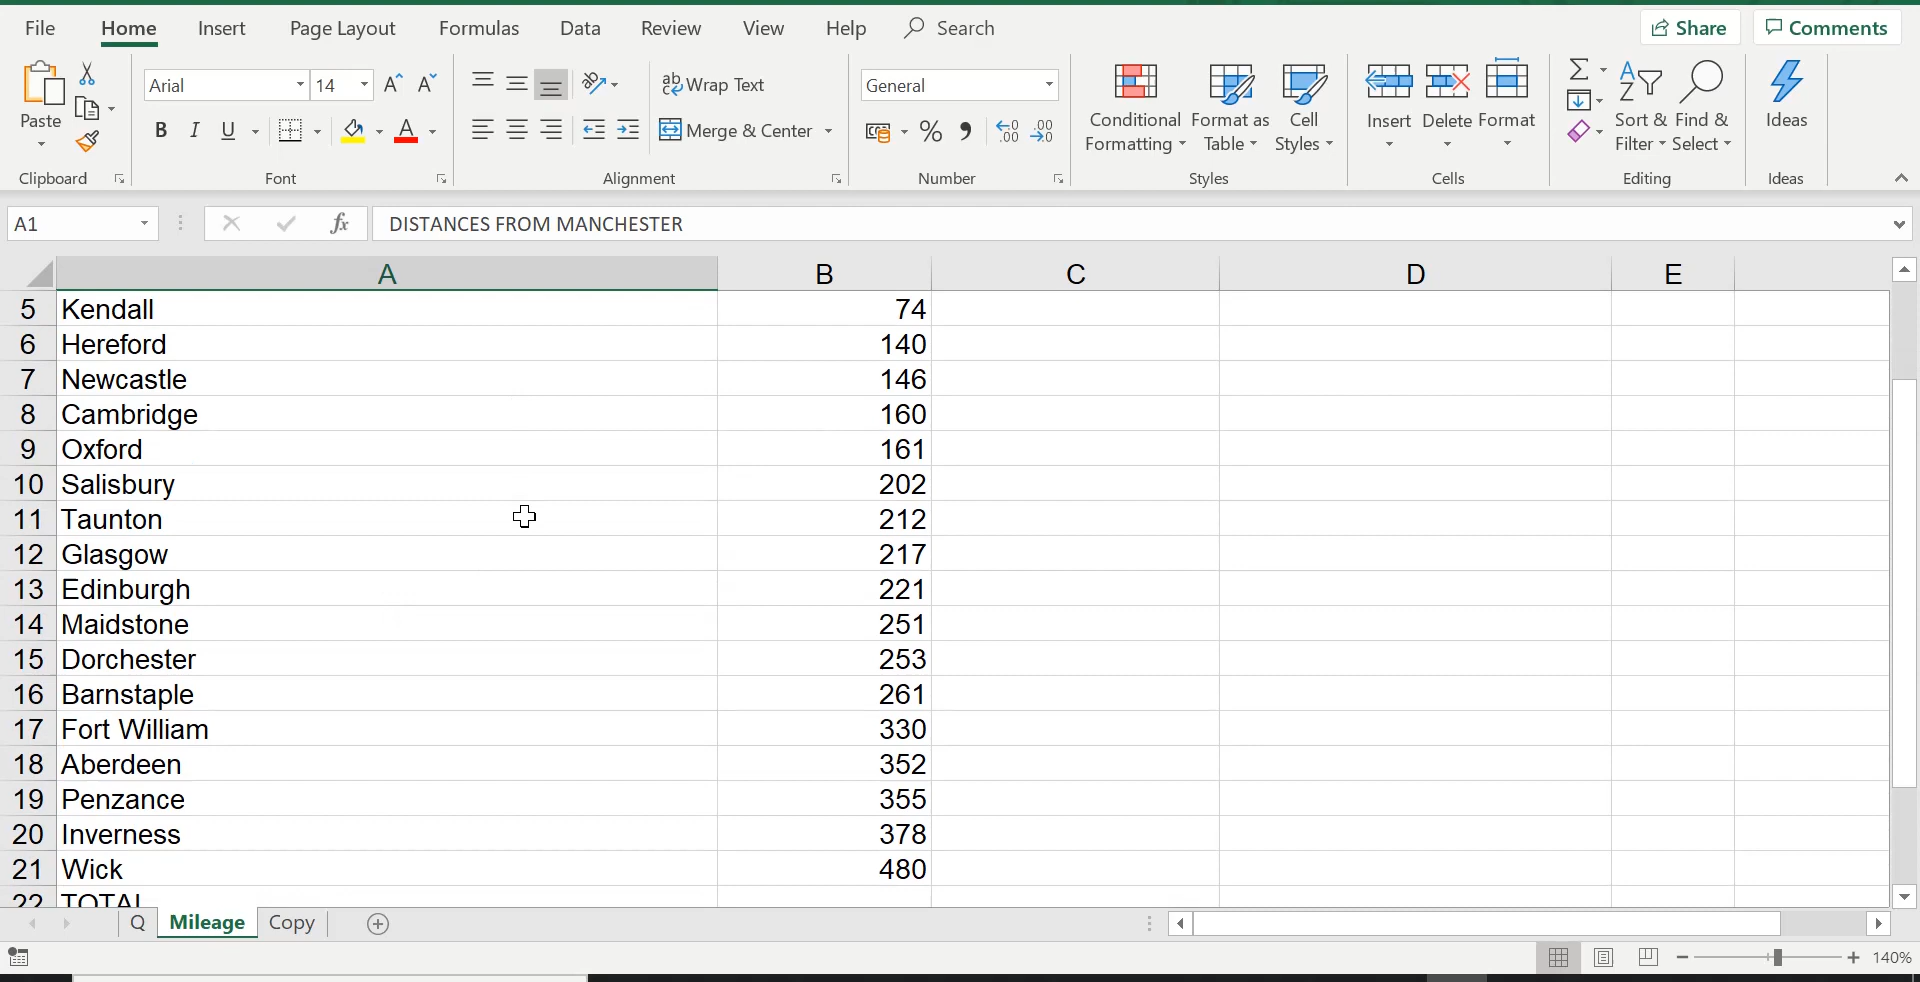 File Home Insert Page Layout Formulas Data Review View Help Search Share Comments
Arial 14 ab Wrap Text General
Paste B I U A Merge & Center % , .00 .00 Conditional Formatting Format as Table Cell Styles Insert Delete Format Sort & Filter Find & Select Ideas
Clipboard Font Alignment Number Styles Cells Editing Ideas
A1 fx DISTANCES FROM MANCHESTER
A B C D E
5 Kendall 74
6 Hereford 140
7 Newcastle 146
8 Cambridge 160
9 Oxford 161
10 Salisbury 202
11 Taunton 212
12 Glasgow 217
13 Edinburgh 221
14 Maidstone 251
15 Dorchester 253
16 Barnstaple 261
17 Fort William 330
18 Aberdeen 352
19 Penzance 355
20 Inverness 378
21 Wick 480
22 TOTAL
Q Mileage Copy
140%